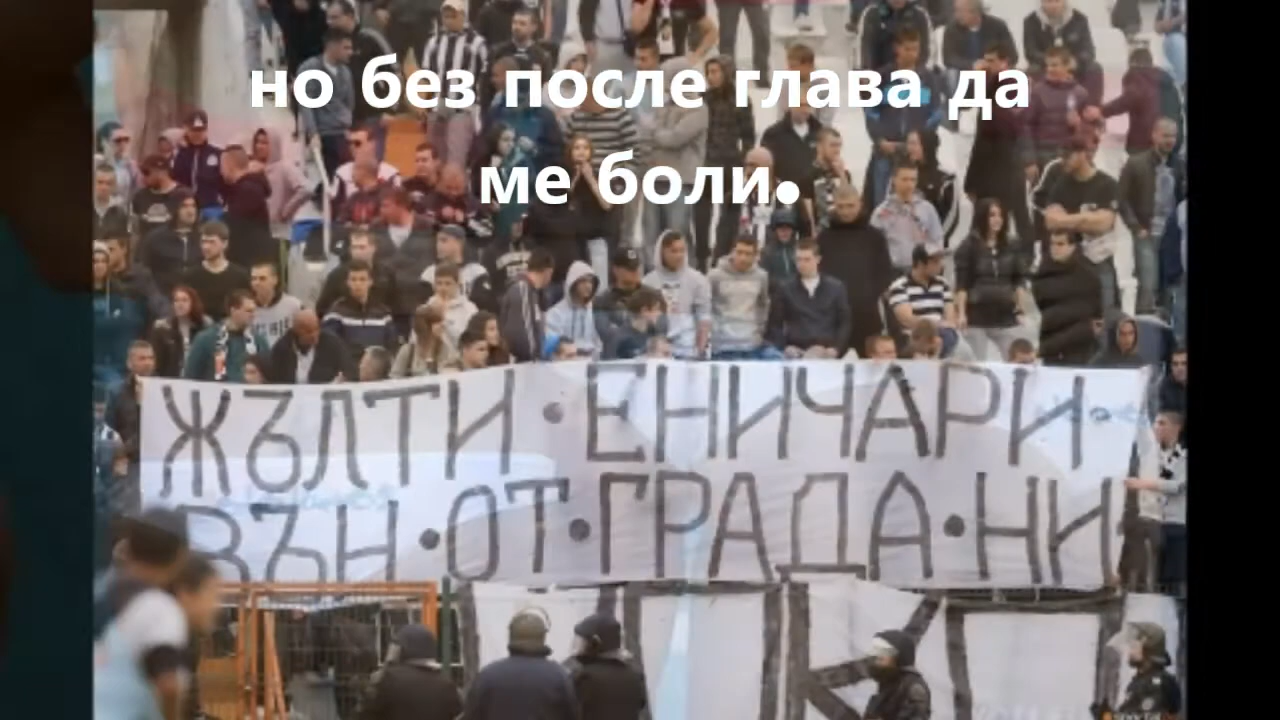 но без после глава да
ме боли.
ЖЪЛТИ • ЕНИЧАРИ •
ВЪН • ОТ • ГРАДА • НИ